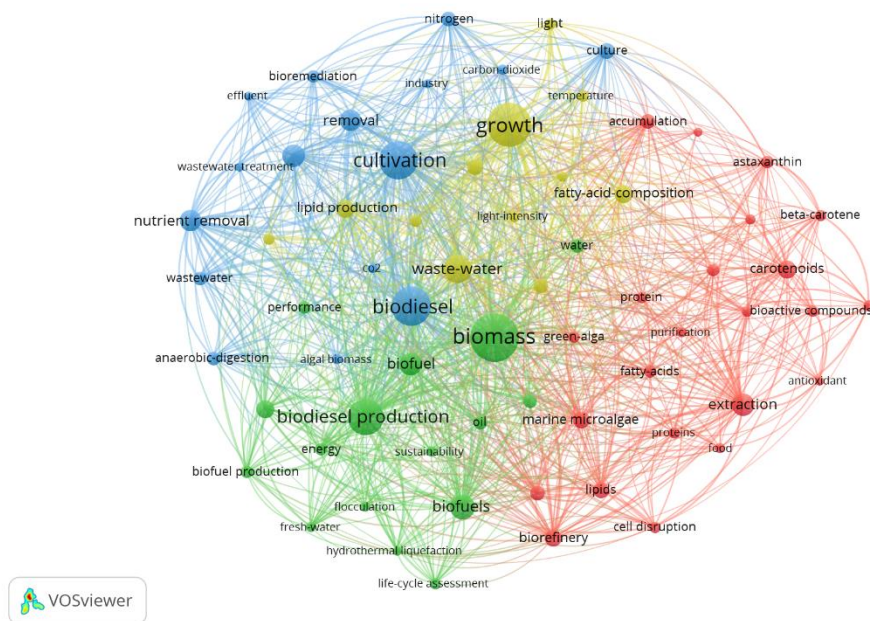 nitrogen
light
culture
carbon-dioxide
bioremediation
industry
effluent
temperature
removal
growth
accumulation
cultivation
wastewater treatment
astaxanthin
fatty-acid-composition
lipid production
light-intensity
beta-carotene
nutrient removal
water
co2
waste-water
carotenoids
wastewater
protein
performance
biodiesel
bioactive compounds
biomass
green-alga
purification
anaerobic-digestion
algal biomass
biofuel
fatty-acids
antioxidant
extraction
biodiesel production
oil
marine microalgae
proteins
energy
sustainability
food
biofuel production
lipids
flocculation
biofuels
fresh-water
cell disruption
biorefinery
hydrothermal liquefaction
life-cycle assessment
VOSviewer